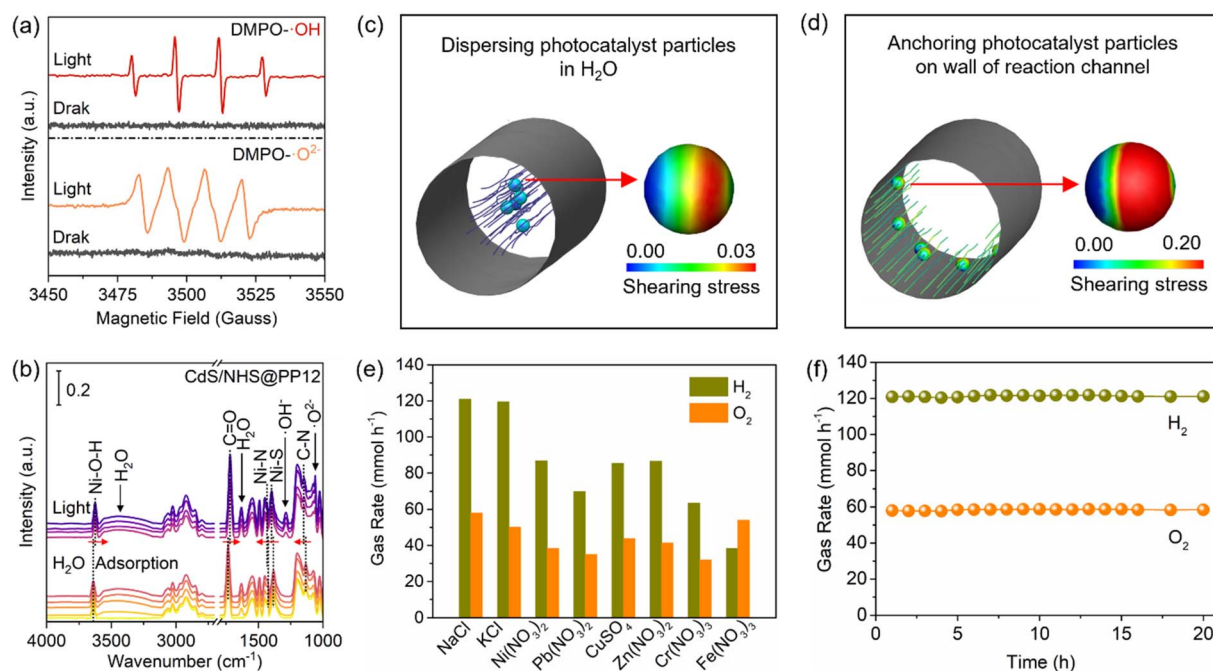 (a)
DMPO-·OH
Light
Drak
DMPO-·O²⁻
Light
Drak
Intensity (a.u.)
3450 3475 3500 3525 3550
Magnetic Field (Gauss)
(c)
Dispersing photocatalyst particles
in H₂O
0.00 0.03
Shearing stress
(d)
Anchoring photocatalyst particles
on wall of reaction channel
0.00 0.20
Shearing stress
(b)
CdS/NHS@PP12
0.2
Ni-O-H
H₂O
C=O
H₂O
Ni-N
Ni-S
·OH⁻
C-N
·O²⁻
Light
H₂O Adsorption
Intensity (a.u.)
4000 3000 1500 1000
Wavenumber (cm⁻¹)
(e)
H₂
O₂
140
120
100
80
60
40
20
0
Gas Rate (mmol h⁻¹)
NaCl
KCl
Ni(NO₃)₂
Pb(NO₃)₂
CuSO₄
Zn(NO₃)₂
Cr(NO₃)₃
Fe(NO₃)₃
(f)
140
120
100
80
60
40
20
0
Gas Rate (mmol h⁻¹)
H₂
O₂
0 5 10 15 20
Time (h)